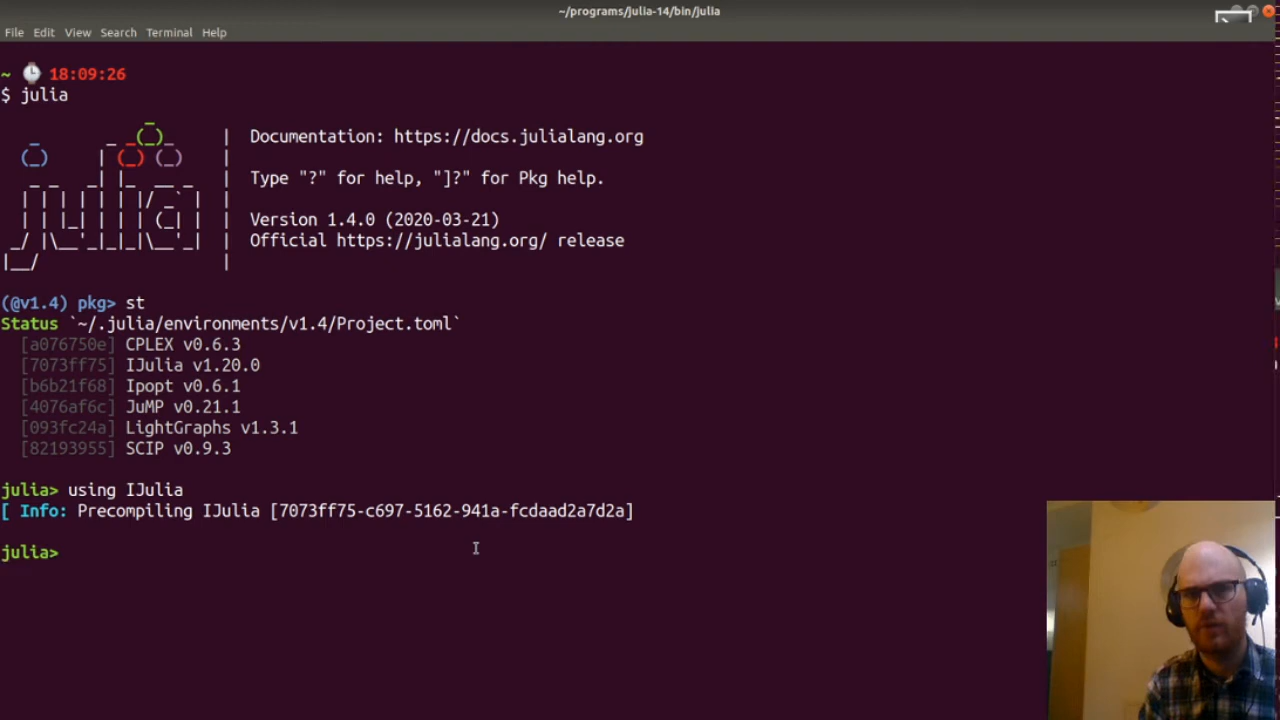 ~/programs/julia-14/bin/julia
File Edit View Search Terminal Help
~ 🕒 18:09:26
$ julia
Documentation: https://docs.julialang.org
Type "?" for help, "]?" for Pkg help.
julia
Version 1.4.0 (2020-03-21)
Official https://julialang.org/ release
(@v1.4) pkg> st
Status `~/.julia/environments/v1.4/Project.toml`
[a076750e] CPLEX v0.6.3
[7073ff75] IJulia v1.20.0
[b6b21f68] Ipopt v0.6.1
[4076af6c] JuMP v0.21.1
[093fc24a] LightGraphs v1.3.1
[82193955] SCIP v0.9.3
julia> using IJulia
[ Info: Precompiling IJulia [7073ff75-c697-5162-941a-fcdaad2a7d2a]
julia>